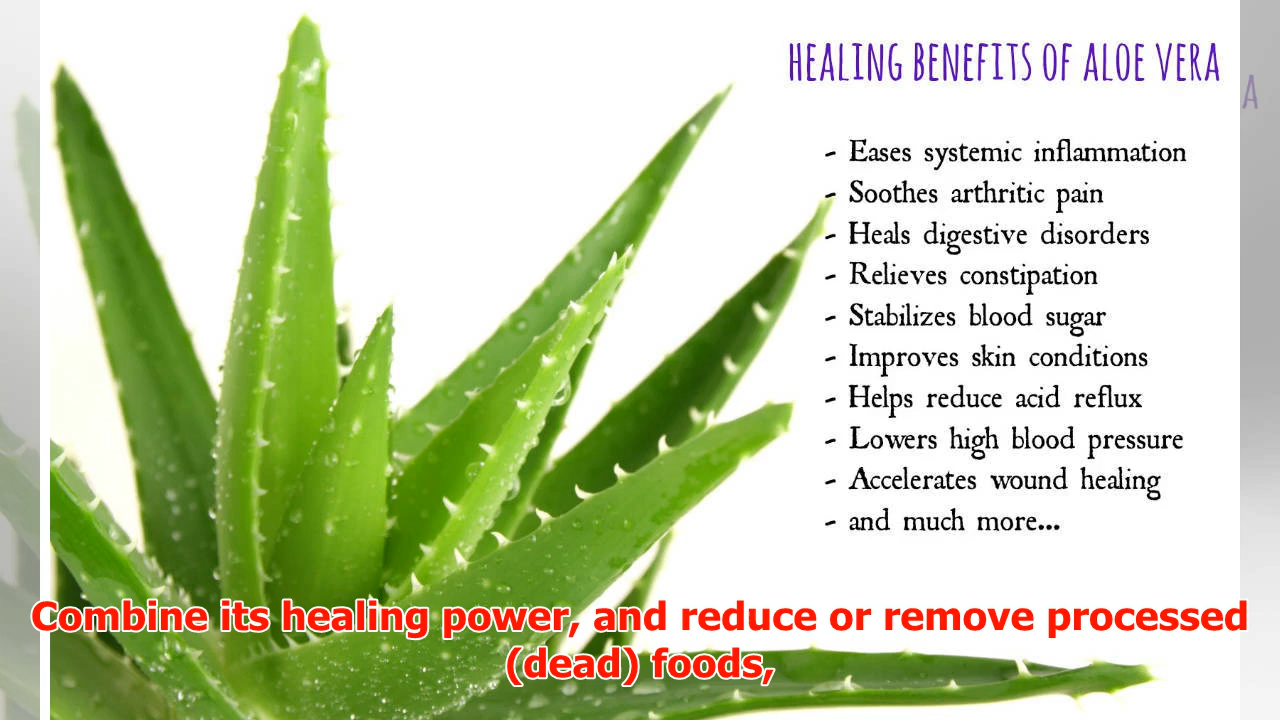 HEALING BENEFITS OF ALOE VERA
A
- Eases systemic inflammation
- Soothes arthritic pain
- Heals digestive disorders
- Relieves constipation
- Stabilizes blood sugar
- Improves skin conditions
- Helps reduce acid reflux
- Lowers high blood pressure
- Accelerates wound healing
- and much more...
Combine its healing power, and reduce or remove processed
(dead) foods,